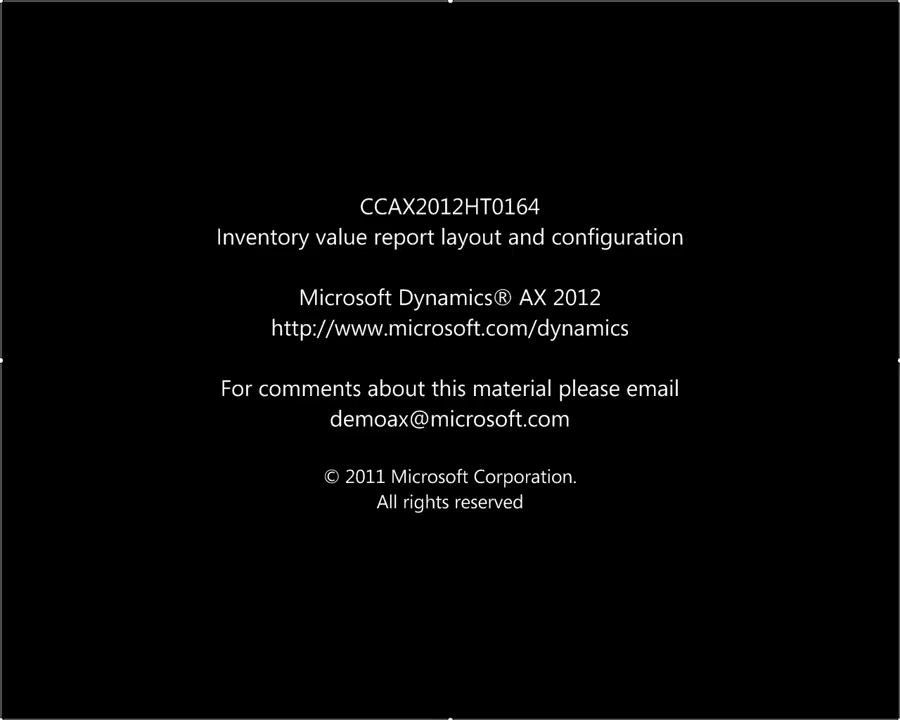 CCAX2012HT0164
Inventory value report layout and configuration
Microsoft Dynamics® AX 2012
http://www.microsoft.com/dynamics
For comments about this material please email
demoax@microsoft.com
© 2011 Microsoft Corporation.
All rights reserved